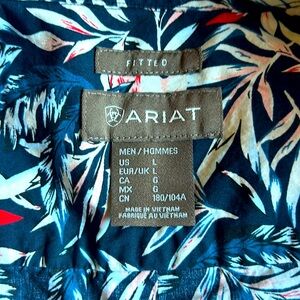 FITTED
ARIAT
MEN / HOMMES
US L
EUR/UK L
CA G
MX G
CN 180/104A
MADE IN VIETNAM
FABRIQUÉ AU VIETNAM